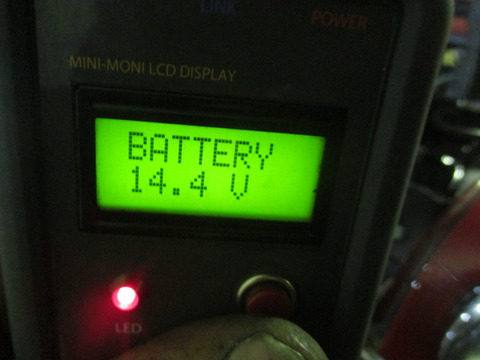 LINK
POWER
MINI-MONI LCD DISPLAY
BATTERY
14.4 V
LED